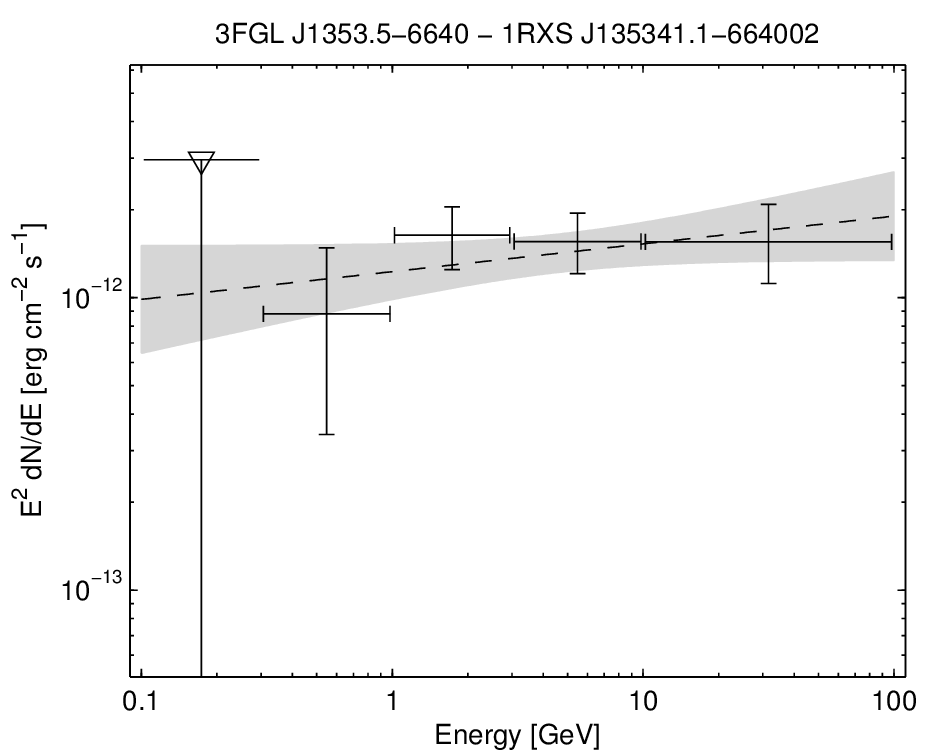 3FGL J1353.5−6640 − 1RXS J135341.1−664002
E² dN/dE [erg cm⁻² s⁻¹]
10⁻¹²
10⁻¹³
0.1 1 10 100
Energy [GeV]